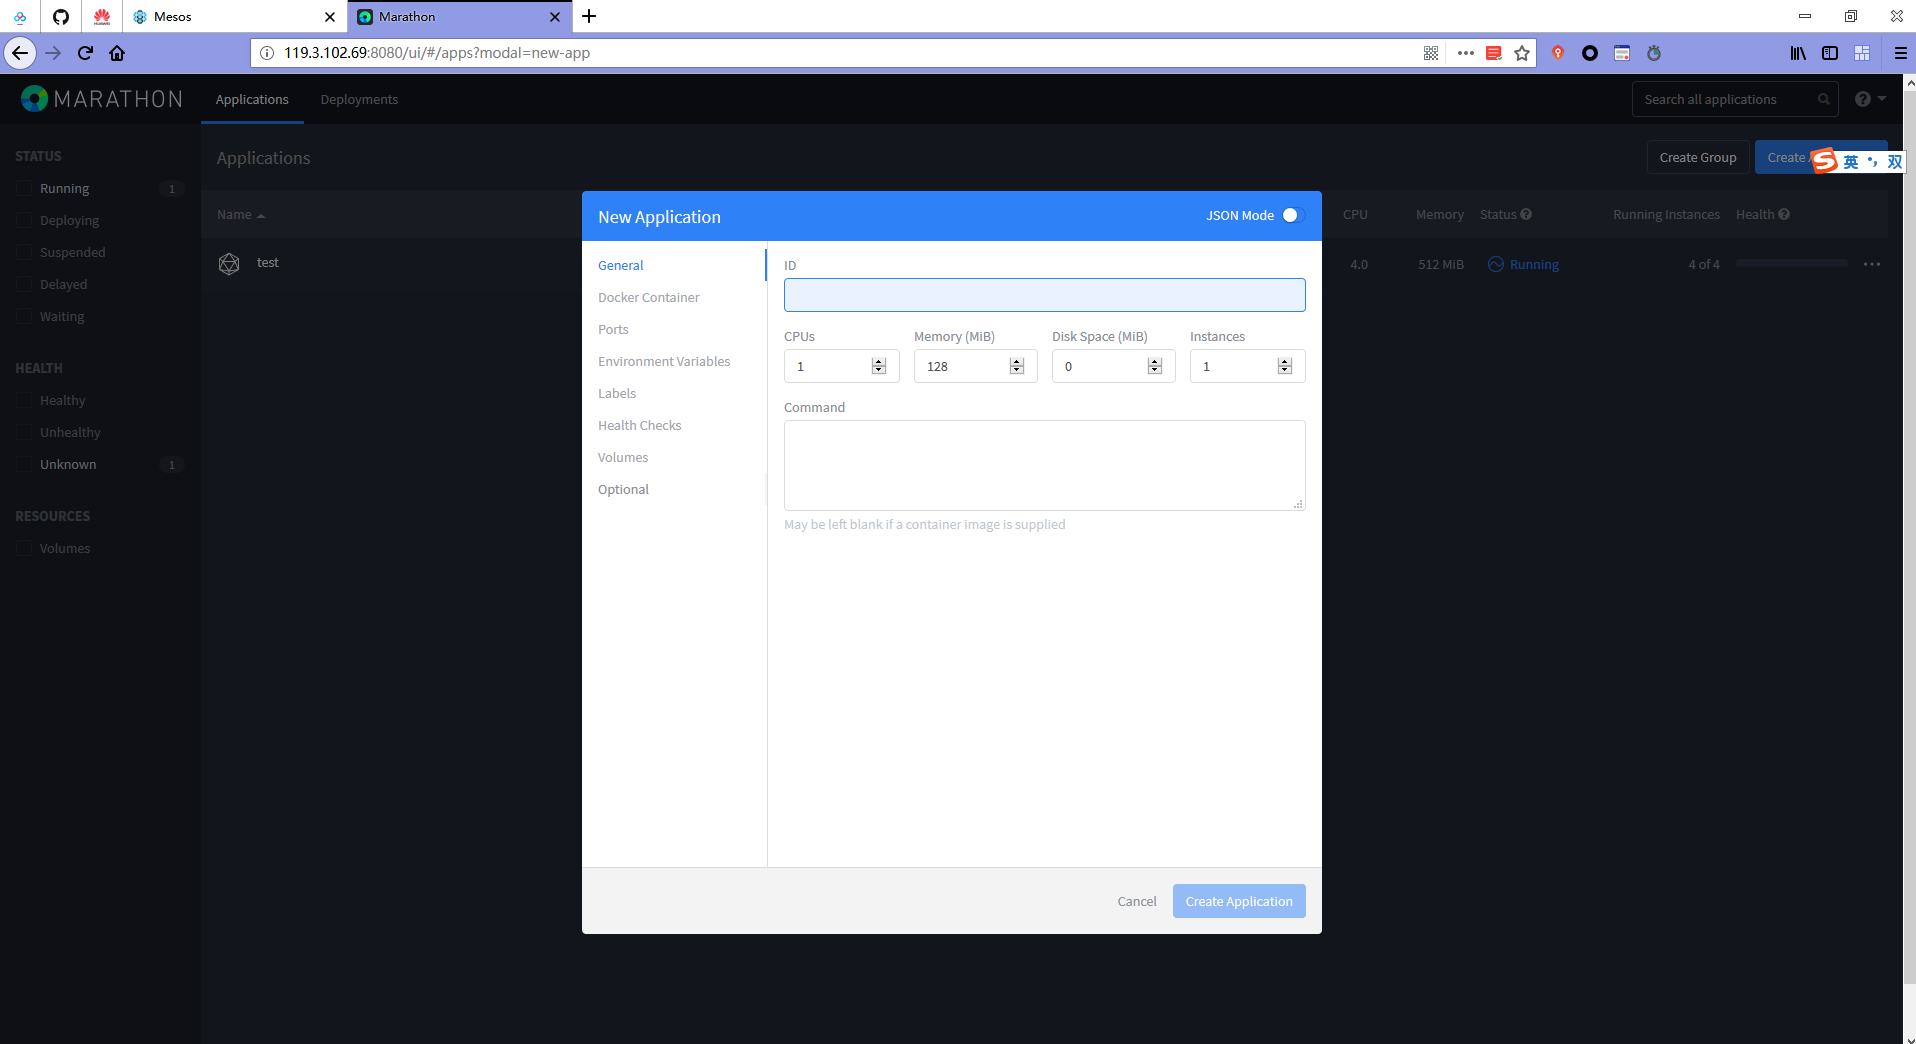 Mesos
Marathon
119.3.102.69:8080/ui/#/apps?modal=new-app
MARATHON
Applications
Deployments
Search all applications
STATUS
Running 1
Deploying
Suspended
Delayed
Waiting
HEALTH
Healthy
Unhealthy
Unknown 1
RESOURCES
Volumes
Applications
Create Group
Create
英 双
Name
CPU Memory Status Running Instances Health
test
4.0 512 MiB Running 4 of 4
New Application
JSON Mode
General
Docker Container
Ports
Environment Variables
Labels
Health Checks
Volumes
Optional
ID
CPUs Memory (MiB) Disk Space (MiB) Instances
1 128 0 1
Command
May be left blank if a container image is supplied
Cancel
Create Application